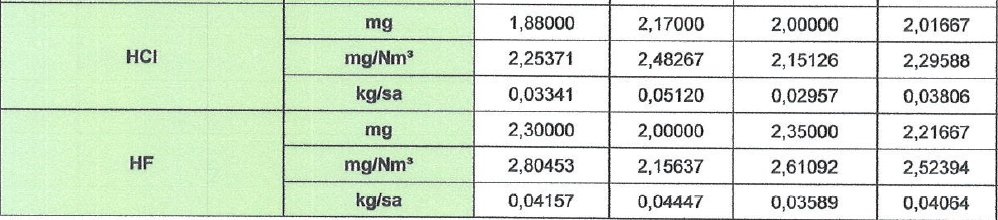 HCl mg 1,88000 2,17000 2,00000 2,01667
mg/Nm³ 2,25371 2,48267 2,15126 2,29588
kg/sa 0,03341 0,05120 0,02957 0,03806
HF mg 2,30000 2,00000 2,35000 2,21667
mg/Nm³ 2,80453 2,15637 2,61092 2,52394
kg/sa 0,04157 0,04447 0,03589 0,04064